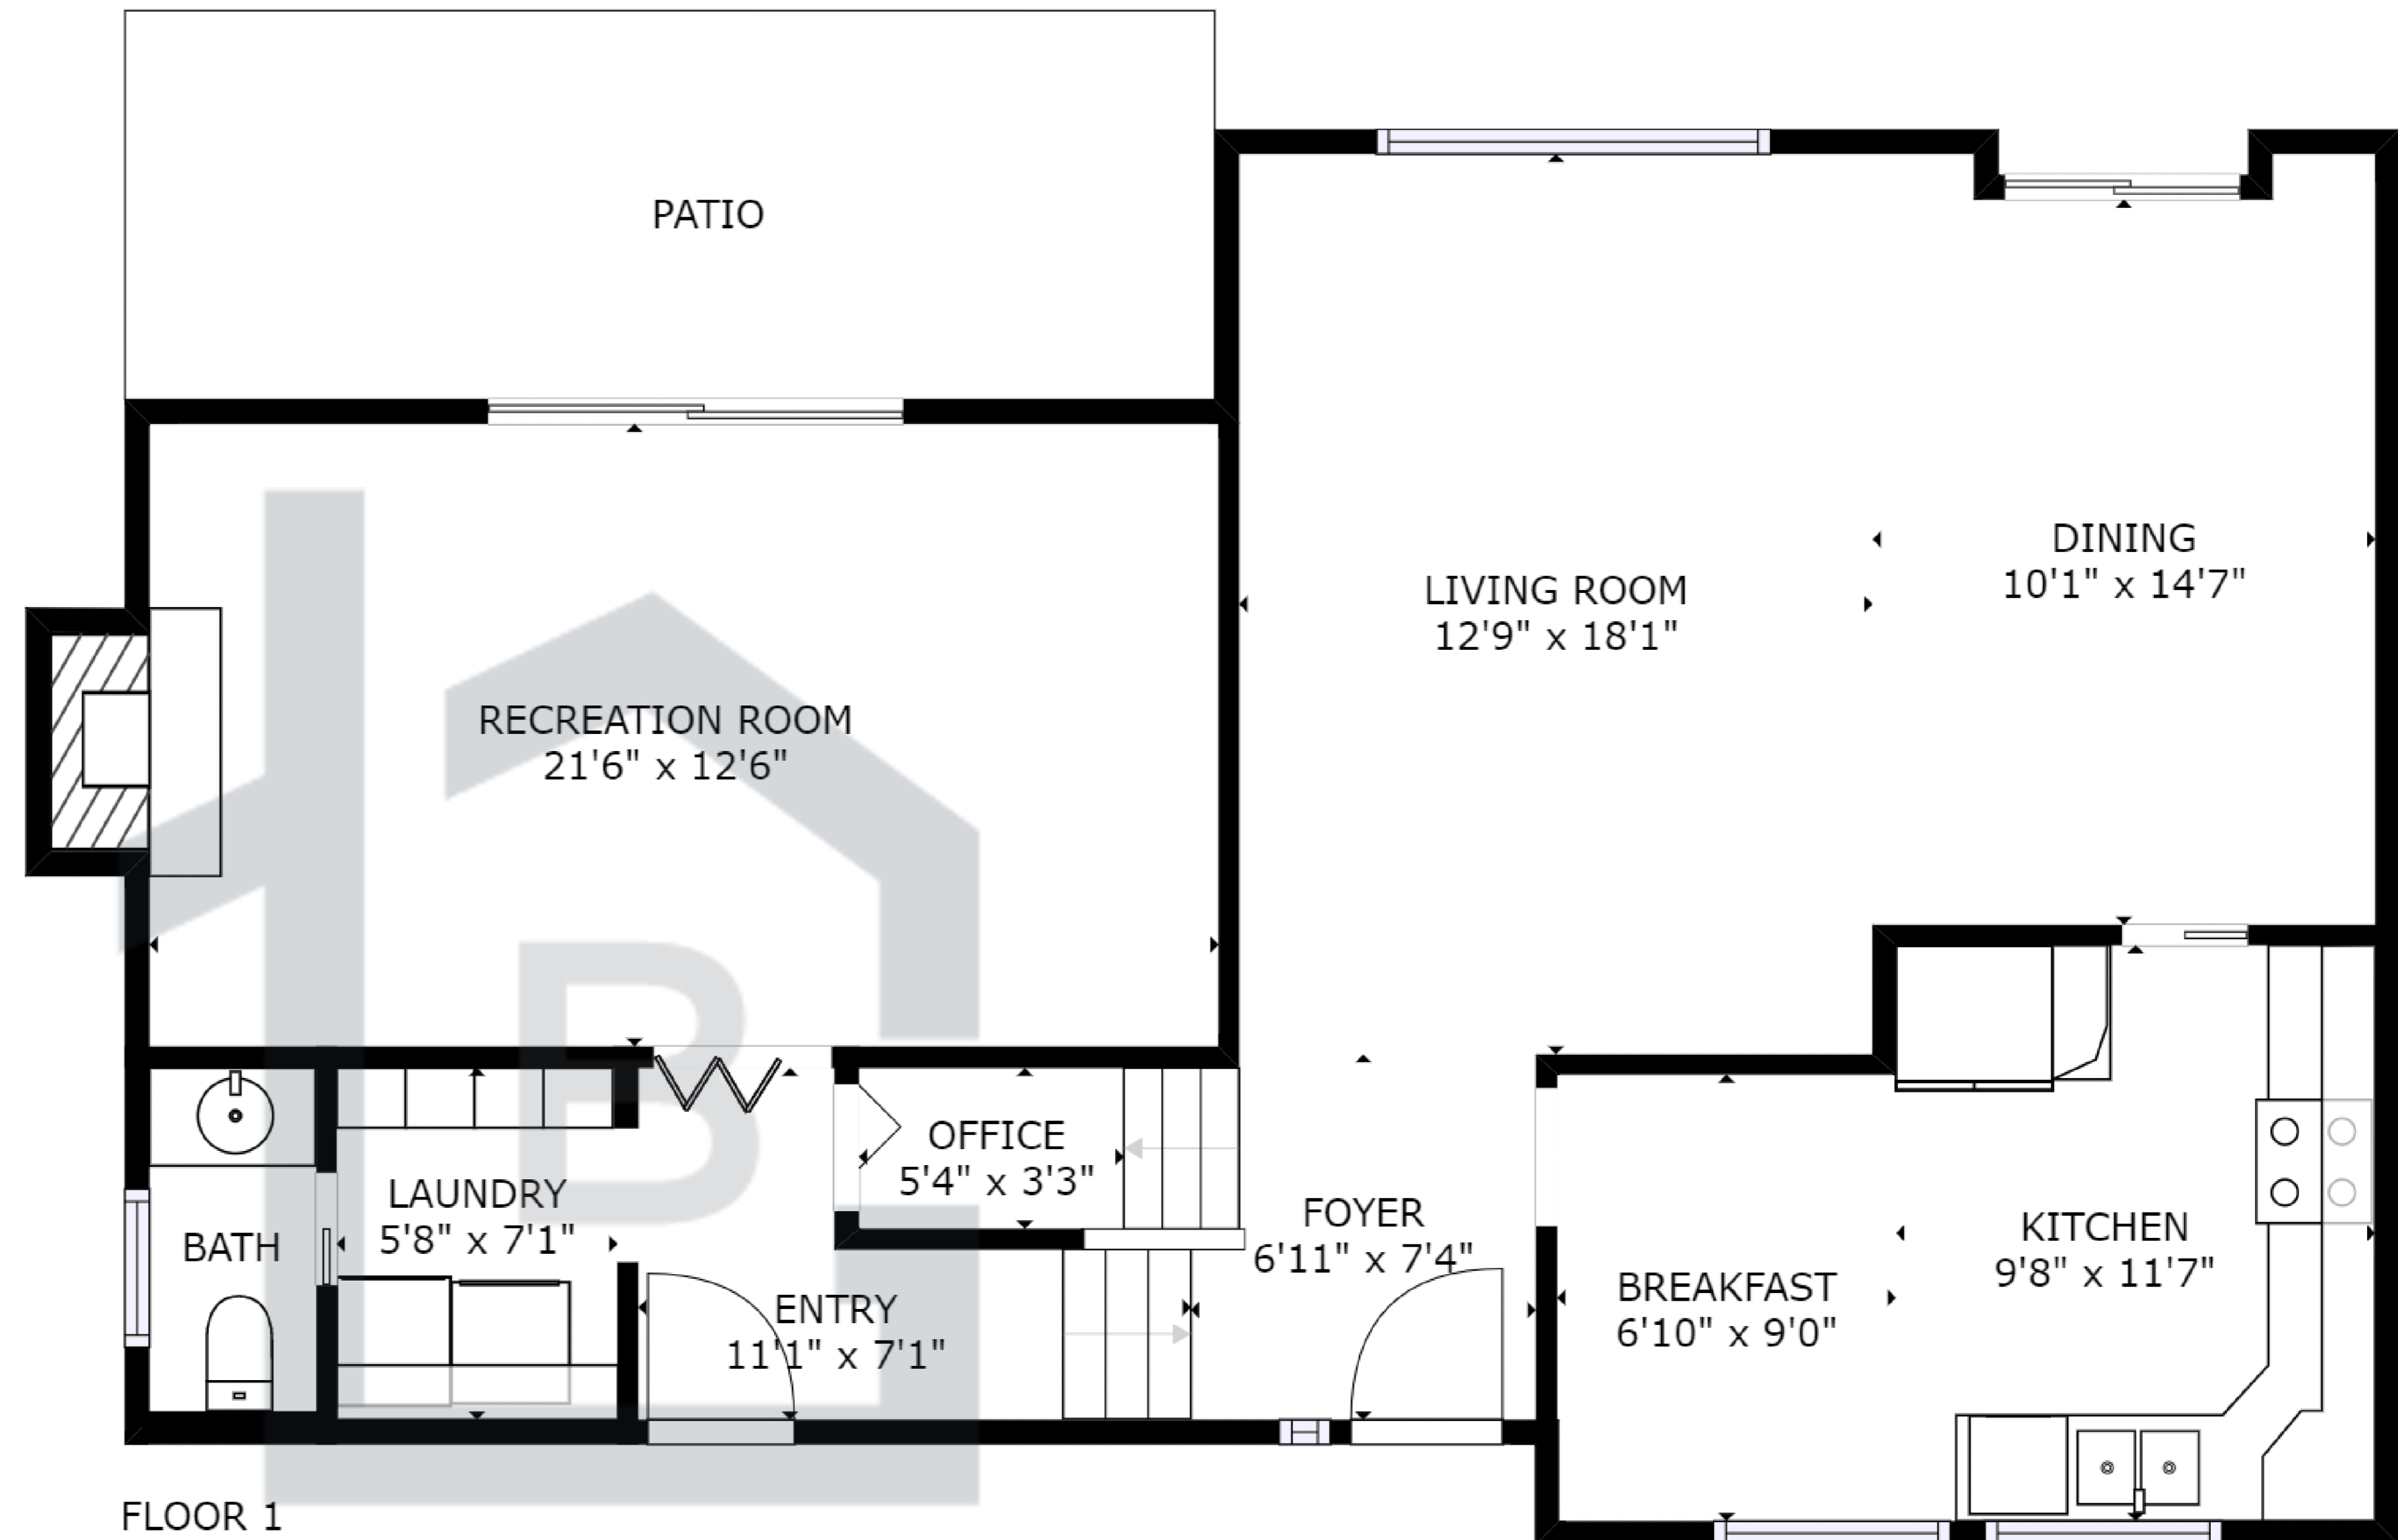 PATIO
DINING
10'1" x 14'7"
LIVING ROOM
12'9" x 18'1"
RECREATION ROOM
21'6" x 12'6"
B
OFFICE
5'4" x 3'3"
LAUNDRY
5'8" x 7'1"
BATH
FOYER
6'11" x 7'4"
KITCHEN
9'8" x 11'7"
BREAKFAST
6'10" x 9'0"
ENTRY
11'1" x 7'1"
FLOOR 1